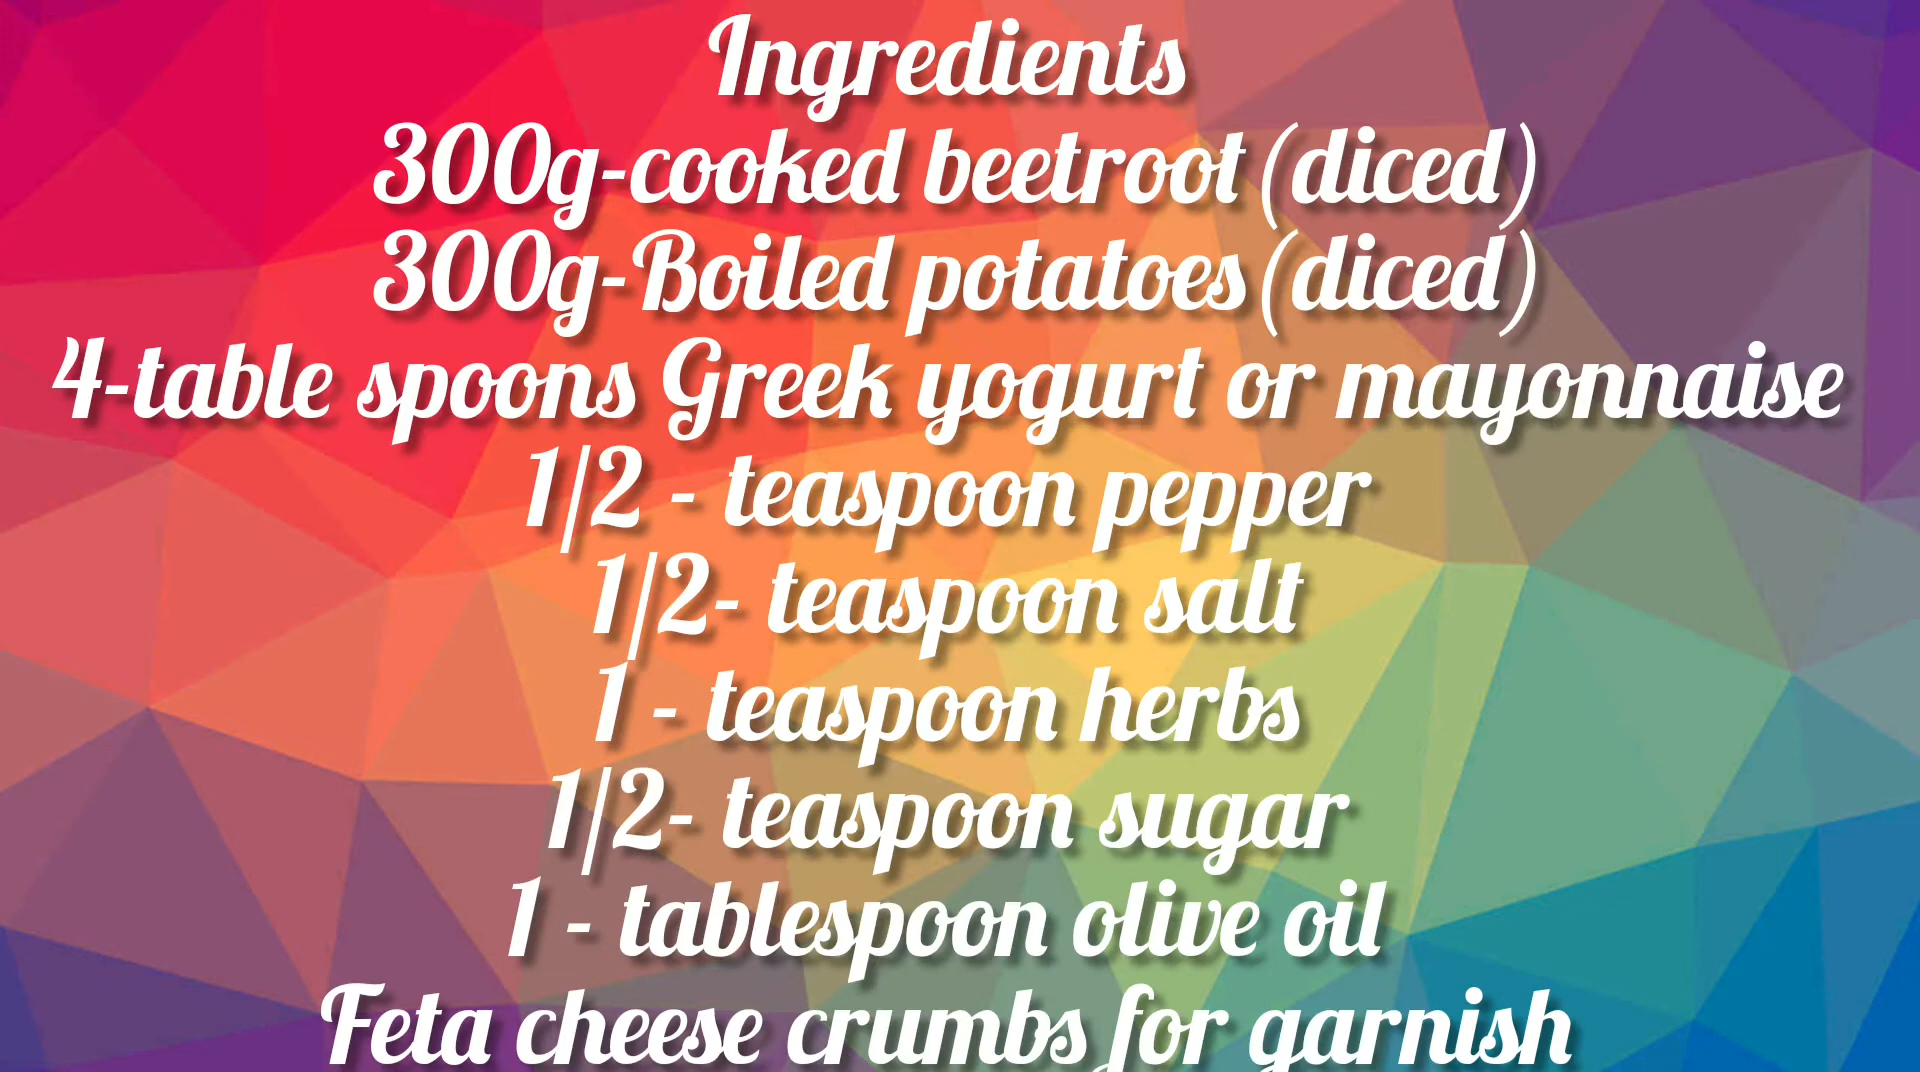 Ingredients
300g-cooked beetroot (diced)
300g-Boiled potatoes (diced)
4-table spoons Greek yogurt or mayonnaise
1/2 - teaspoon pepper
1/2- teaspoon salt
1 - teaspoon herbs
1/2- teaspoon sugar
1 - tablespoon olive oil
Feta cheese crumbs for garnish